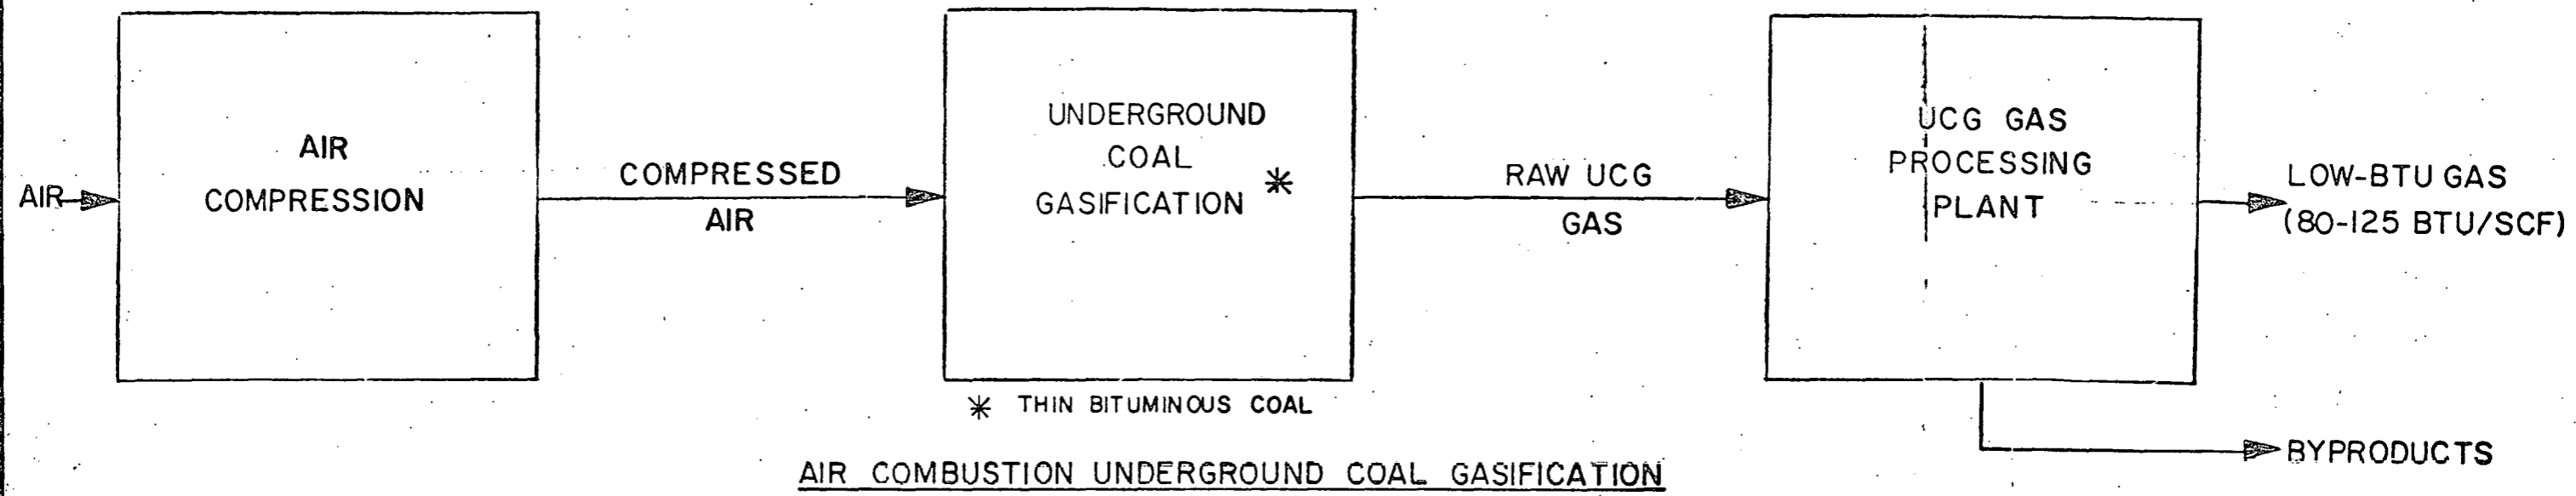 AIR
AIR
COMPRESSION
COMPRESSED
AIR
UNDERGROUND
COAL
GASIFICATION *
RAW UCG
GAS
UCG GAS
PROCESSING
PLANT
LOW-BTU GAS
(80-125 BTU/SCF)
BYPRODUCTS
* THIN BITUMINOUS COAL
AIR COMBUSTION UNDERGROUND COAL GASIFICATION